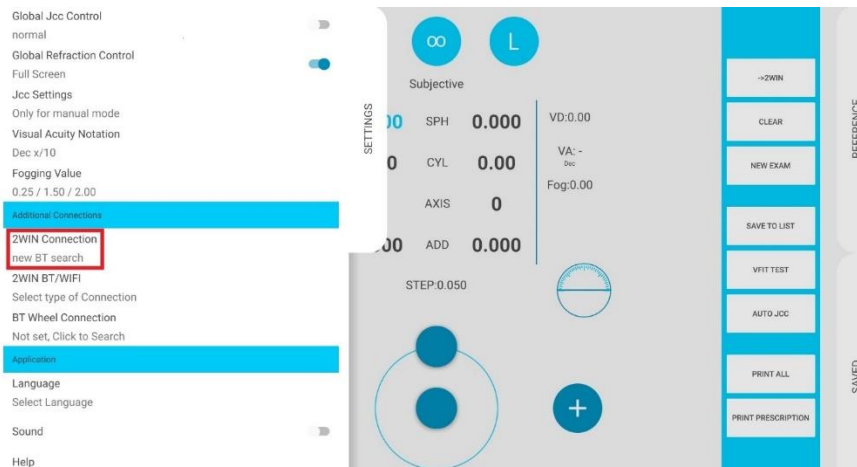 Global Jcc Control
normal
Global Refraction Control
Full Screen
Jcc Settings
Only for manual mode
Visual Acuity Notation
Dec x/10
Fogging Value
0.25 / 1.50 / 2.00
Additional Connections
2WIN Connection
new BT search
2WIN BT/WIFI
Select type of Connection
BT Wheel Connection
Not set, Click to Search
Application
Language
Select Language
Sound
Help
SETTINGS
∞ L
Subjective
00 SPH 0.000
0 CYL 0.00
AXIS 0
00 ADD 0.000
VD:0.00
VA: -
Dec
Fog:0.00
STEP:0.050
+
->2WIN
CLEAR
NEW EXAM
SAVE TO LIST
VFIT TEST
AUTO JCC
PRINT ALL
PRINT PRESCRIPTION
REFERENCE
SAVED